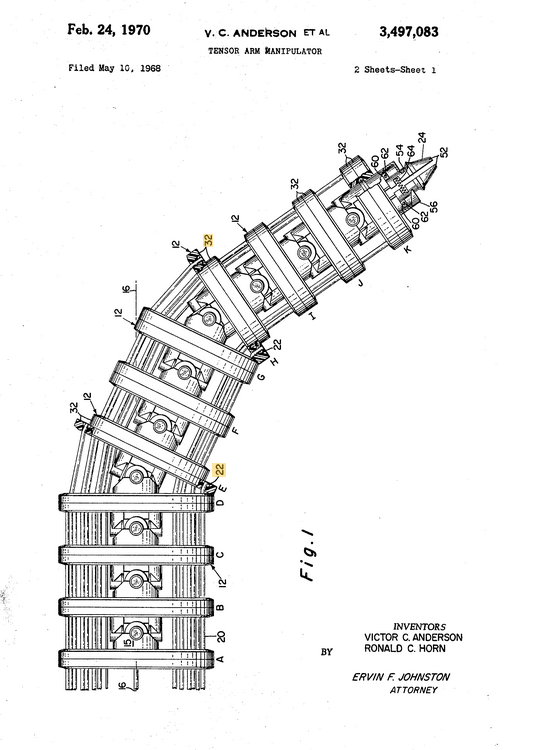 Feb. 24, 1970
V. C. ANDERSON ET AL
3,497,083
TENSOR ARM MANIPULATOR
Filed May 10, 1968
2 Sheets-Sheet 1
24
52
64
54
62
60
32
56
62
60
K
32
J
12
I
32
12
22
H
G
16
12
F
12
32
22
E
D
C
12
B
20
A
15
16
Fig. 1
INVENTORS
VICTOR C. ANDERSON
BY RONALD C. HORN
ERVIN F. JOHNSTON
ATTORNEY